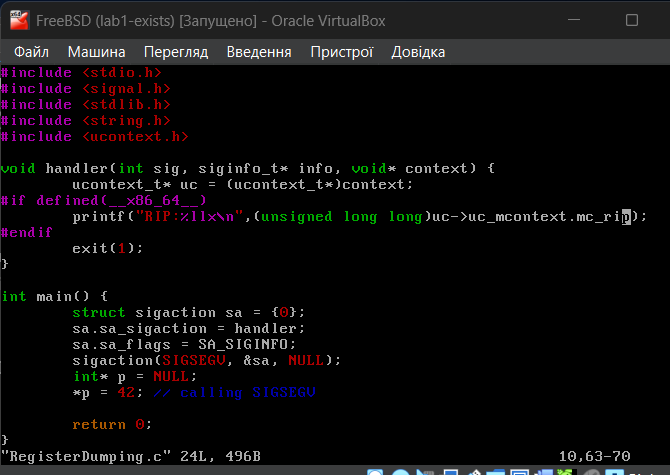 FreeBSD (lab1-exists) [Запущено] - Oracle VirtualBox
Файл Машина Перегляд Введення Пристрої Довідка
#include <stdio.h>
#include <signal.h>
#include <stdlib.h>
#include <string.h>
#include <ucontext.h>
void handler(int sig, siginfo_t* info, void* context) {
        ucontext_t* uc = (ucontext_t*)context;
#if defined(__x86_64__)
        printf("RIP:%llx\n",(unsigned long long)uc->uc_mcontext.mc_rip);
#endif
        exit(1);
}
int main() {
        struct sigaction sa = {0};
        sa.sa_sigaction = handler;
        sa.sa_flags = SA_SIGINFO;
        sigaction(SIGSEGV, &sa, NULL);
        int* p = NULL;
        *p = 42; // calling SIGSEGV
        return 0;
}
"RegisterDumping.c" 24L, 496B 10,63-70